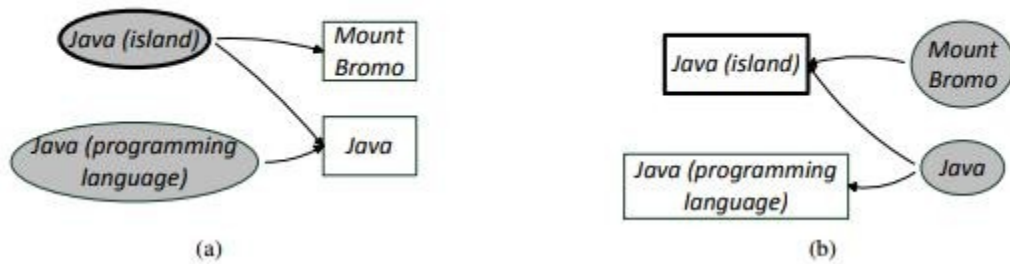 Java (island)
Mount
Bromo
Java (programming
language)
Java
(a)
Java (island)
Mount
Bromo
Java (programming
language)
Java
(b)